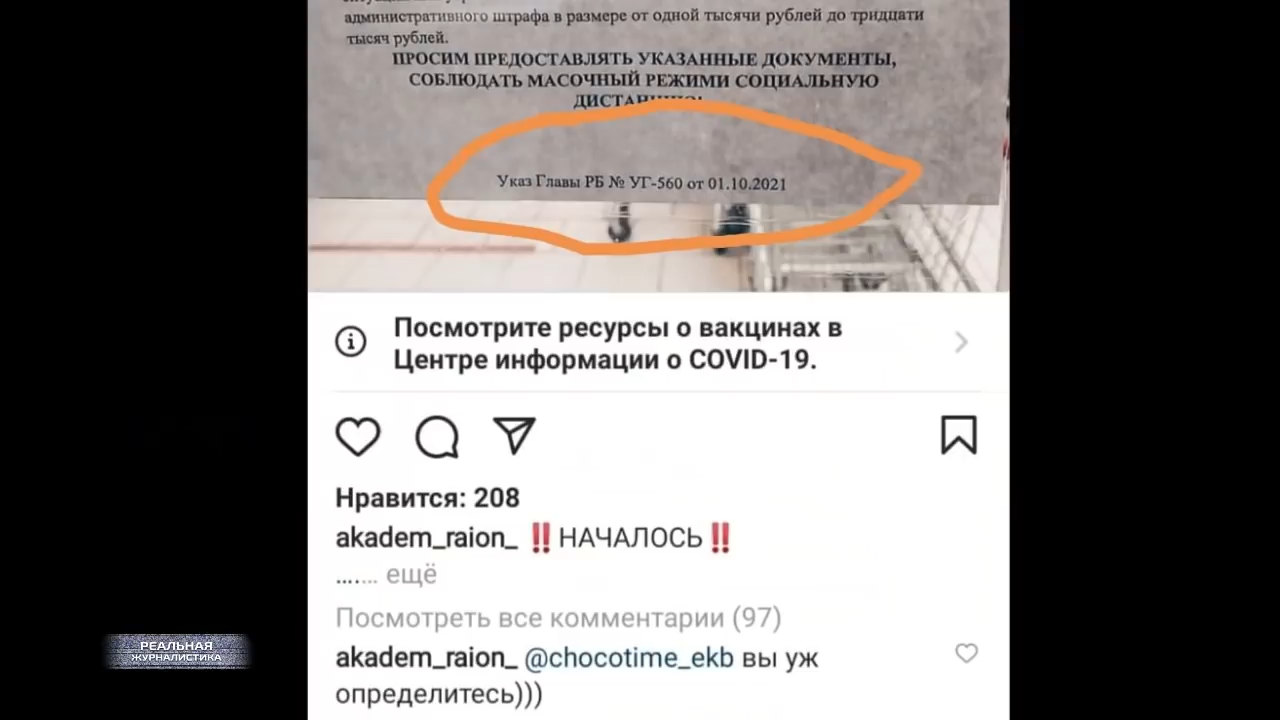 административного штрафа в размере от одной тысячи рублей до тридцати
тысяч рублей.
ПРОСИМ ПРЕДОСТАВЛЯТЬ УКАЗАННЫЕ ДОКУМЕНТЫ,
СОБЛЮДАТЬ МАСОЧНЫЙ РЕЖИМИ СОЦИАЛЬНУЮ
ДИСТАНЦИЮ!
Указ Главы РБ № УГ-560 от 01.10.2021
Посмотрите ресурсы о вакцинах в
Центре информации о COVID-19.
Нравится: 208
akadem_raion_ ‼️НАЧАЛОСЬ‼️
...... ещё
Посмотреть все комментарии (97)
akadem_raion_ @chocotime_ekb вы уж
определитесь)))
РЕАЛЬНАЯ
ЖУРНАЛИСТИКА